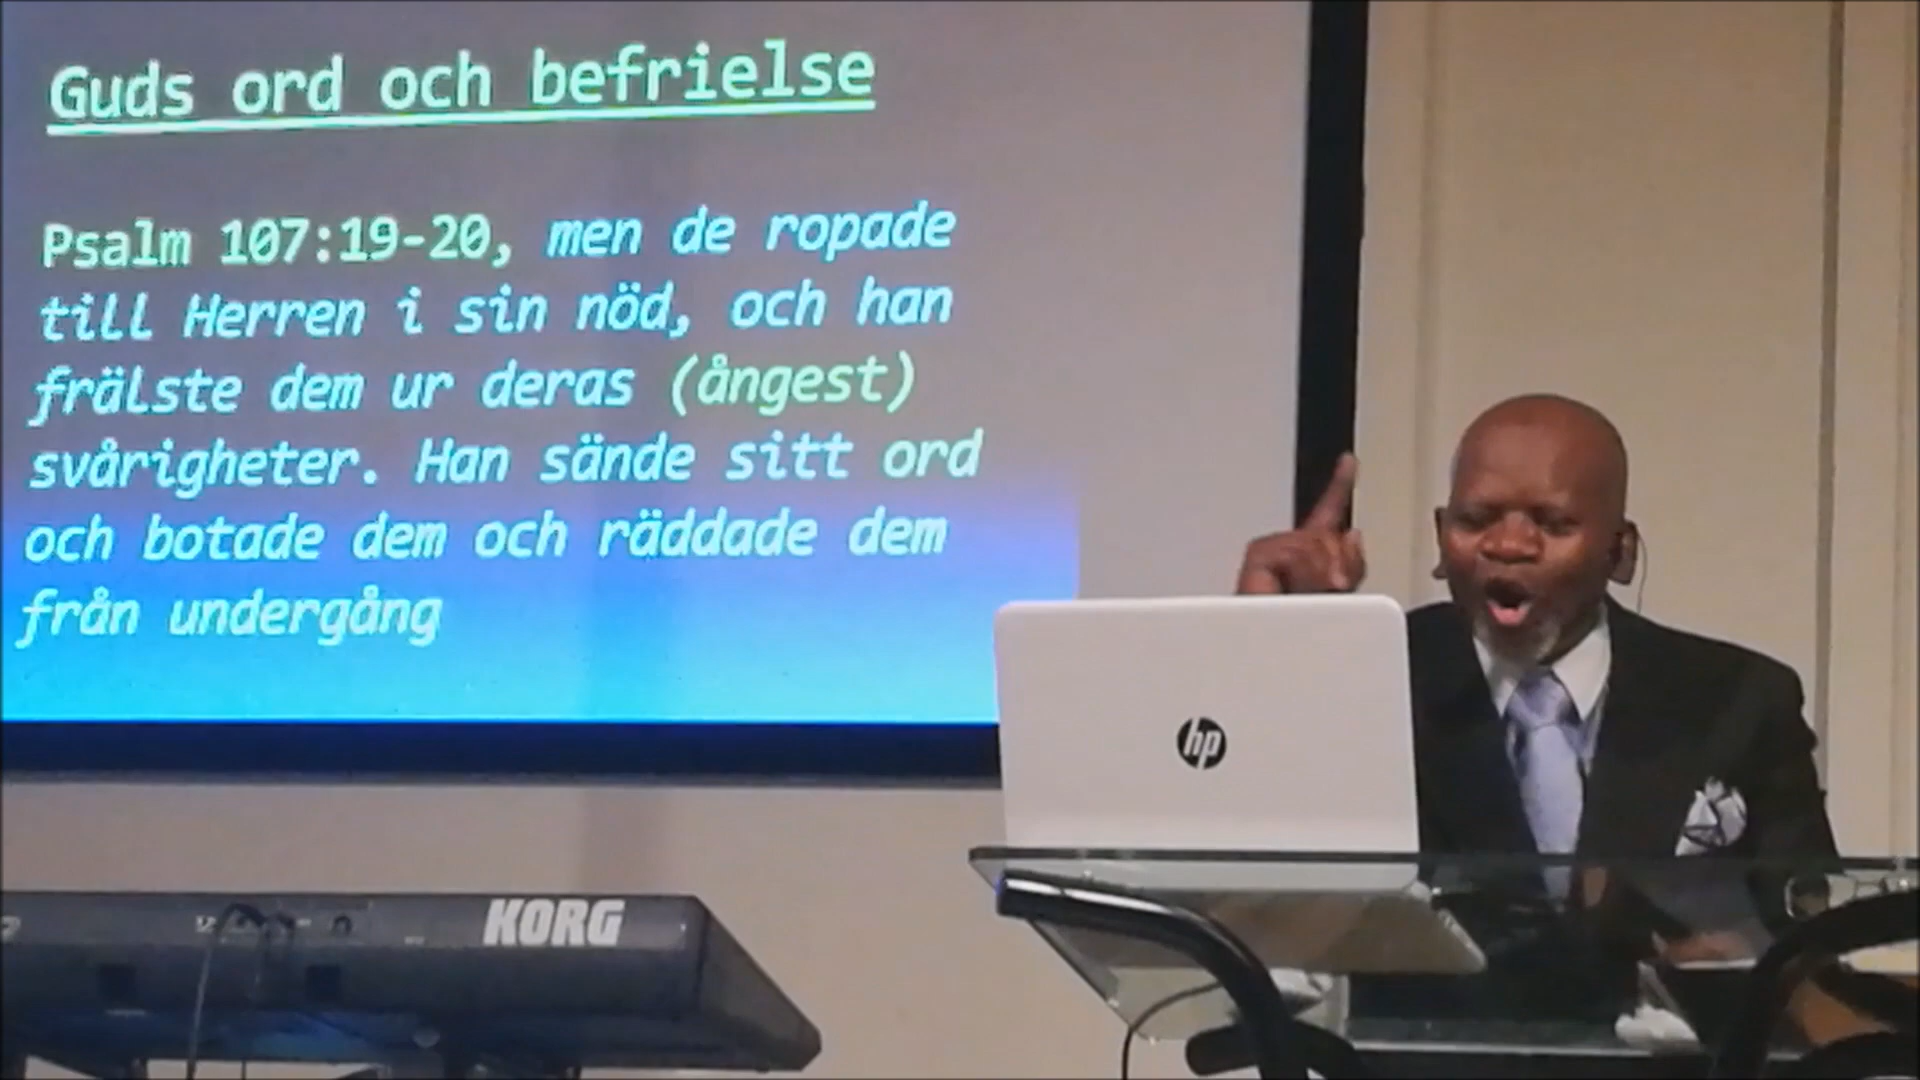 Guds ord och befrielse
Psalm 107:19-20, men de ropade
till Herren i sin nöd, och han
frälste dem ur deras (ångest)
svårigheter. Han sände sitt ord
och botade dem och räddade dem
från undergång
hp
KORG